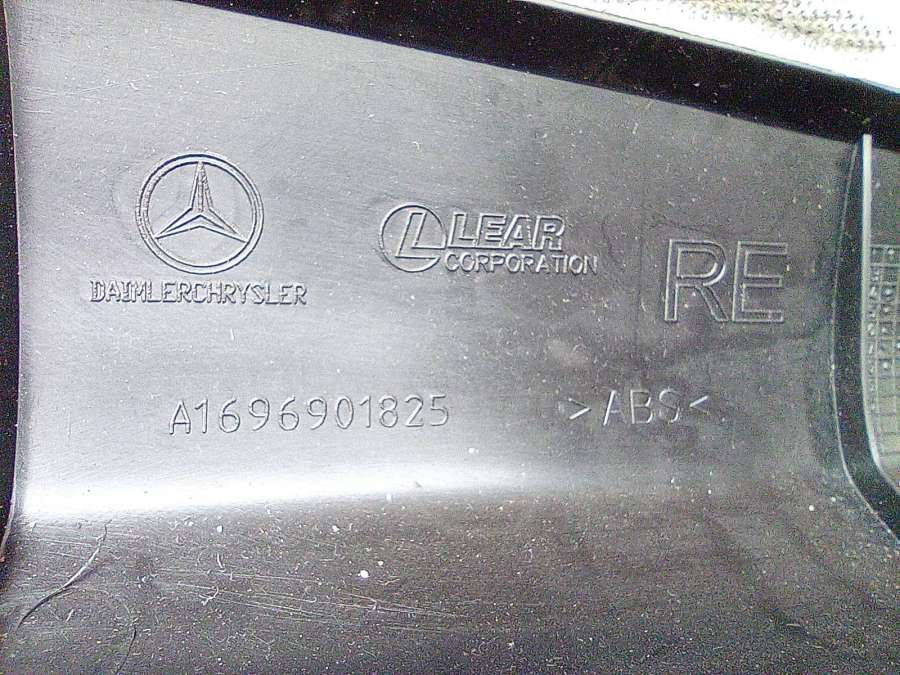 DAIMLERCHRYSLER
LEAR
CORPORATION
RE
A1696901825
>ABS<